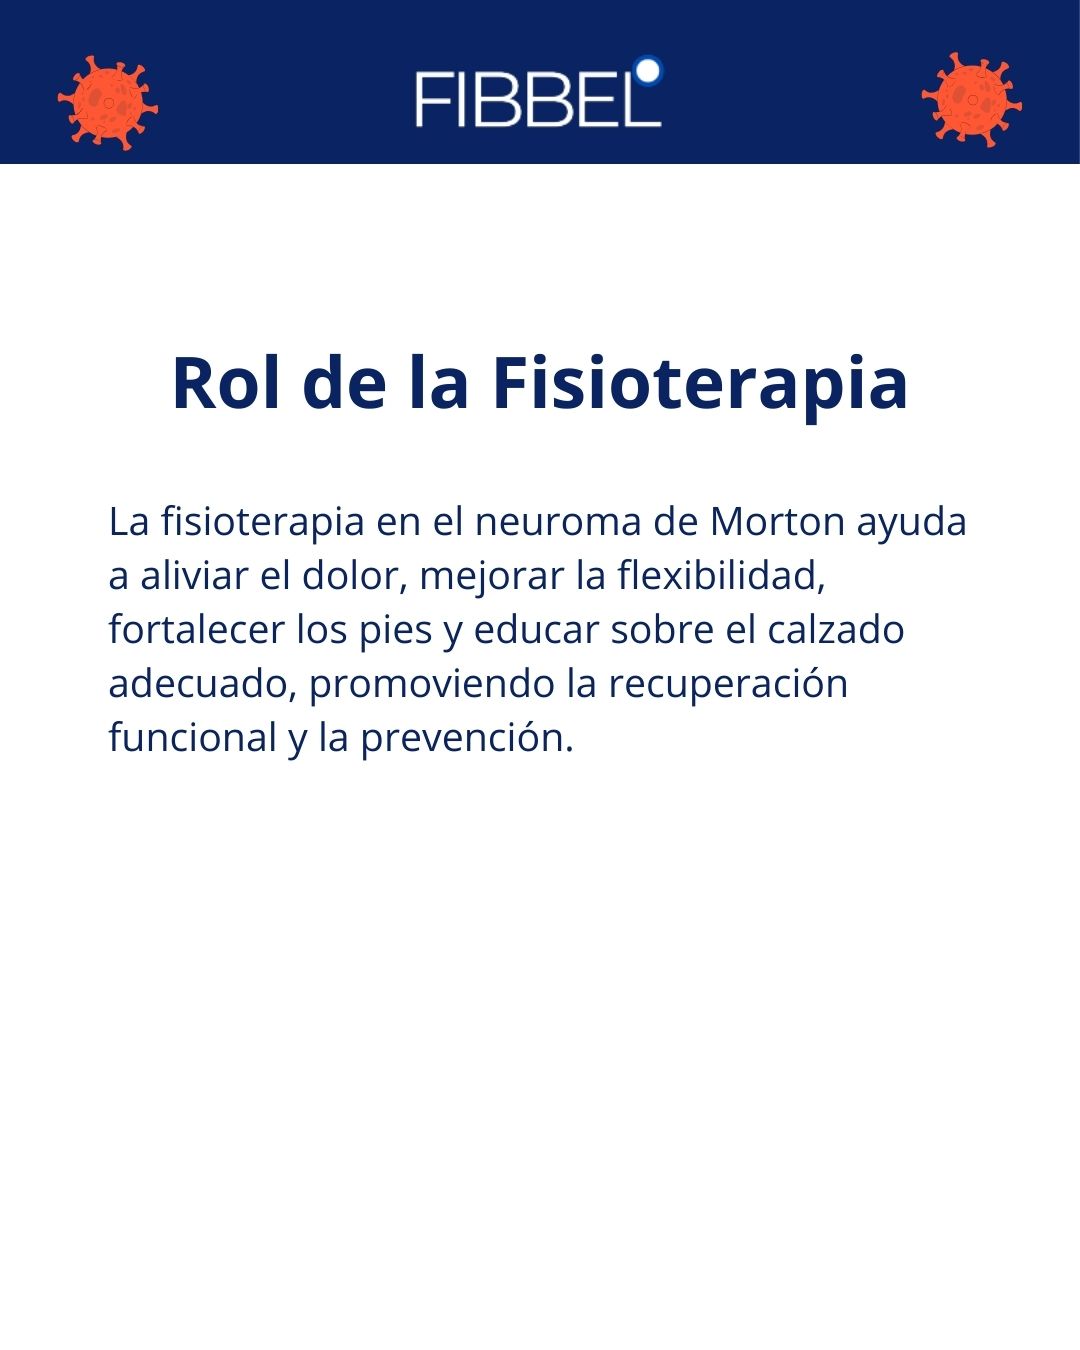 FIBBEL
Rol de la Fisioterapia
La fisioterapia en el neuroma de Morton ayuda
a aliviar el dolor, mejorar la flexibilidad,
fortalecer los pies y educar sobre el calzado
adecuado, promoviendo la recuperación
funcional y la prevención.